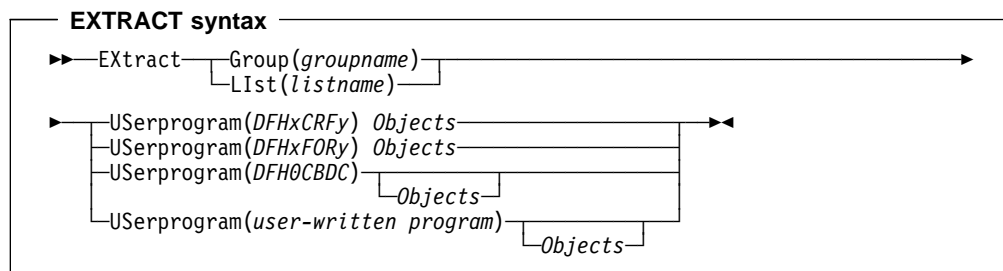 EXTRACT syntax
EXtract Group(groupname)
LIst(listname)
USerprogram(DFHxCRFy) Objects
USerprogram(DFHxFORy) Objects
USerprogram(DFH0CBDC)
Objects
USerprogram(user-written program)
Objects